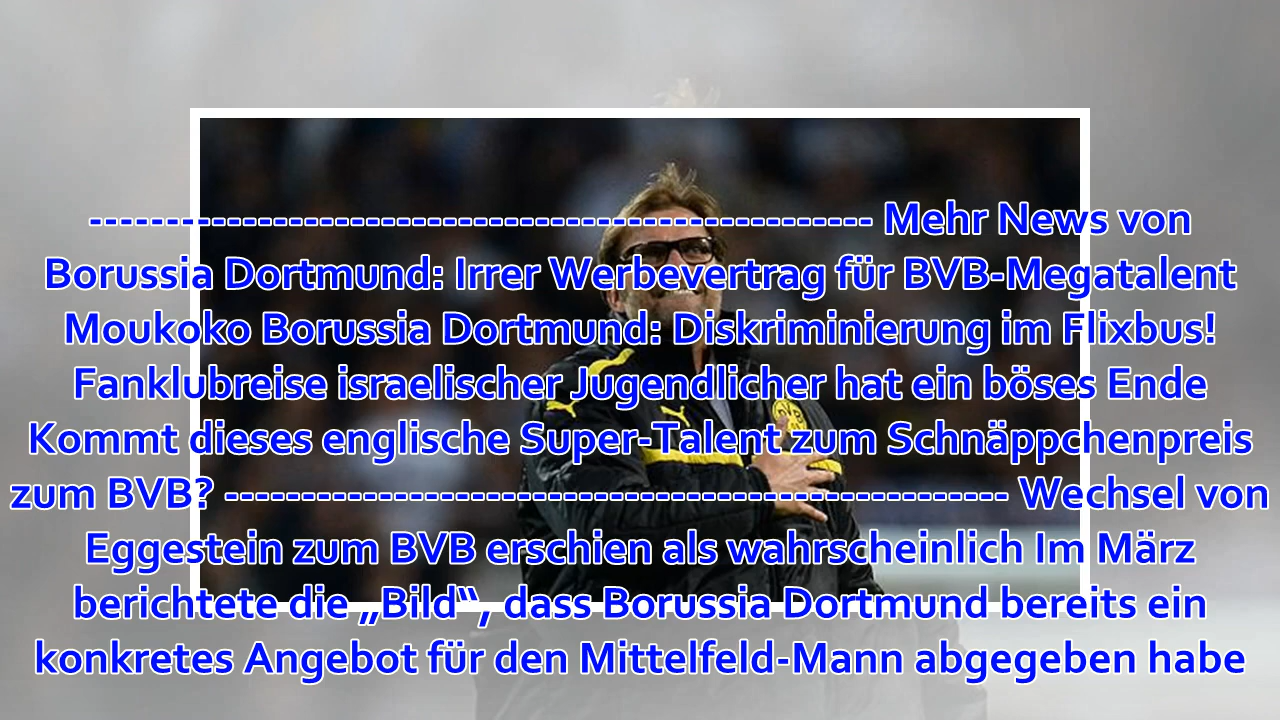 --------------------------------------------------- Mehr News von
Borussia Dortmund: Irrer Werbevertrag für BVB-Megatalent
Moukoko Borussia Dortmund: Diskriminierung im Flixbus!
Fanklubreise israelischer Jugendlicher hat ein böses Ende
Kommt dieses englische Super-Talent zum Schnäppchenpreis
zum BVB? --------------------------------------------------- Wechsel von
Eggestein zum BVB erschien als wahrscheinlich Im März
berichtete die „Bild“, dass Borussia Dortmund bereits ein
konkretes Angebot für den Mittelfeld-Mann abgegeben habe